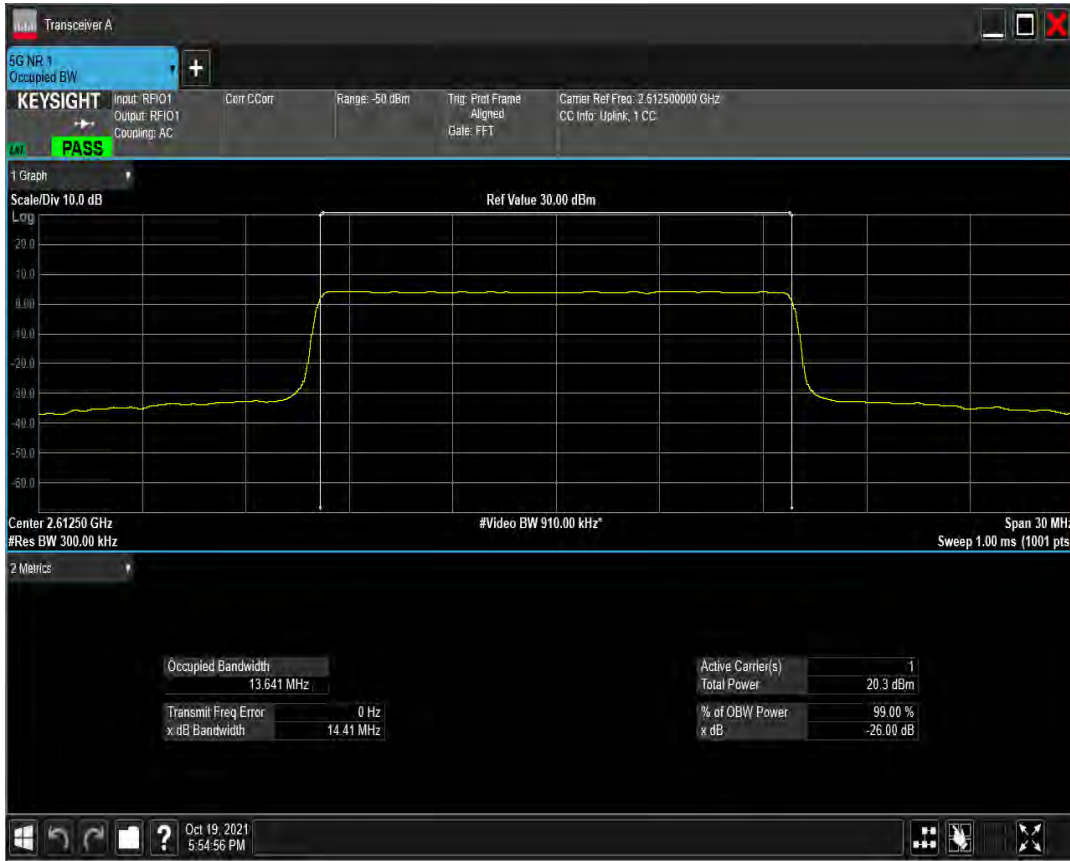 Transceiver A
5G NR 1
Occupied BW
KEYSIGHT
Input: RFIO1
Output: RFIO1
Coupling: AC
Corr CCorr
Range: -50 dBm
Trig: Prot Frame
Aligned
Gate: FFT
Carrier Ref Freq: 2.612500000 GHz
CC Info: Uplink, 1 CC
PASS
1 Graph
Scale/Div 10.0 dB
Ref Value 30.00 dBm
Log
20.0
10.0
0.00
-10.0
-20.0
-30.0
-40.0
-50.0
-60.0
Center 2.61250 GHz
#Video BW 910.00 kHz*
Span 30 MHz
#Res BW 300.00 kHz
Sweep 1.00 ms (1001 pts
2 Metrics
Occupied Bandwidth
13.641 MHz
Transmit Freq Error 0 Hz
x dB Bandwidth 14.41 MHz
Active Carrier(s) 1
Total Power 20.3 dBm
% of OBW Power 99.00 %
x dB -26.00 dB
?
Oct 19, 2021
5:54:56 PM